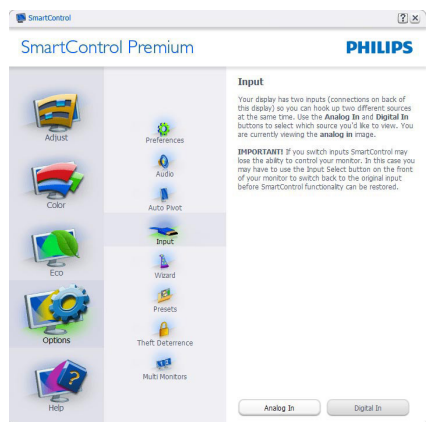 SmartControl
SmartControl Premium
PHILIPS
Adjust
Color
Eco
Options
Help
Preferences
Audio
Auto Pivot
Input
Wizard
Presets
Theft Deterrence
Multi Monitors
Input
Your display has two inputs (connections on back of
this display) so you can hook up two different sources
at the same time. Use the Analog In and Digital In
buttons to select which source you'd like to view. You
are currently viewing the analog in image.
IMPORTANT! If you switch inputs SmartControl may
lose the ability to control your monitor. In this case you
may have to use the Input Select button on the front
of your monitor to switch back to the original input
before SmartControl functionality can be restored.
Analog In
Digital In